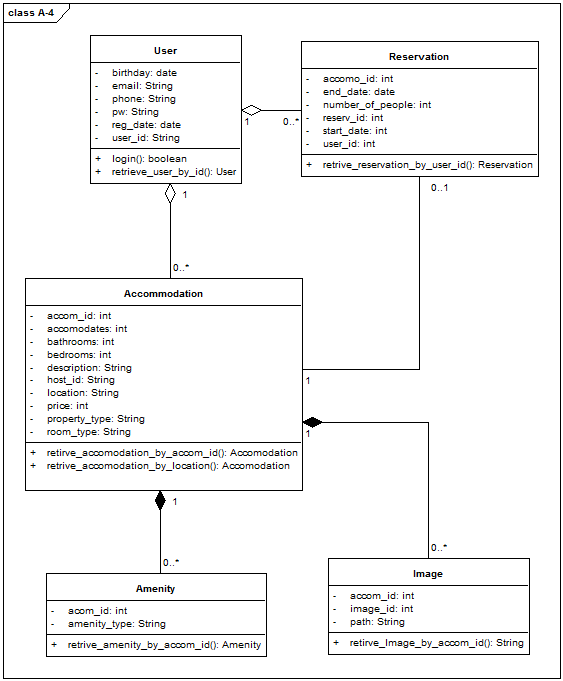 class A-4
User
- birthday: date
- email: String
- phone: String
- pw: String
- reg_date: date
- user_id: String
+ login(): boolean
+ retrieve_user_by_id(): User
Reservation
- accomo_id: int
- end_date: date
- number_of_people: int
- reserv_id: int
- start_date: int
- user_id: int
+ retrive_reservation_by_user_id(): Reservation
1
0..*
1
0..*
0..1
1
Accommodation
- accom_id: int
- accomodates: int
- bathrooms: int
- bedrooms: int
- description: String
- host_id: String
- location: String
- price: int
- property_type: String
- room_type: String
+ retirve_accomodation_by_accom_id(): Accomodation
+ retrive_accomodation_by_location(): Accomodation
1
0..*
1
0..*
Amenity
- acom_id: int
- amenity_type: String
+ retrive_amenity_by_accom_id(): Amenity
Image
- accom_id: int
- image_id: int
- path: String
+ retirve_Image_by_accom_id(): String